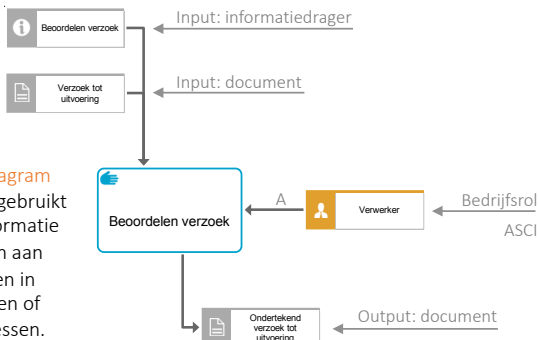 Beoordelen verzoek
Input: informatiedrager
Verzoek tot
uitvoering
Input: document
agram
gebruikt
ormatie
n aan
en in
en of
essen.
Beoordelen verzoek
A
Verwerker
Bedrijfsrol
ASCI
Ondertekend
verzoek tot
uitvoering
Output: document